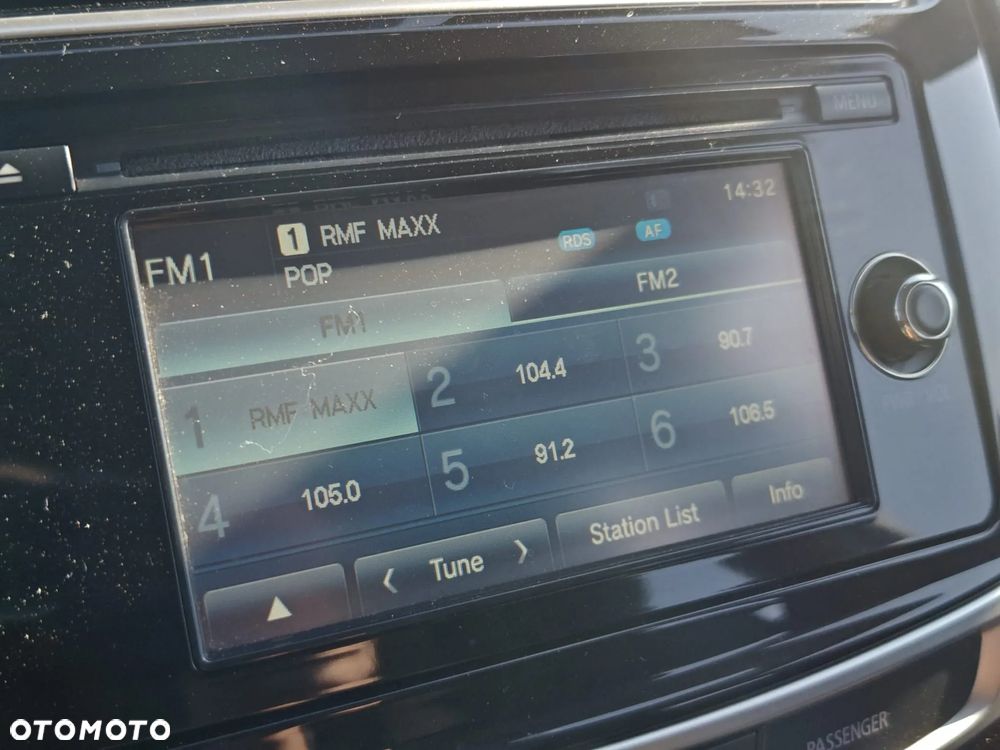 MENU
14:32
1 RMF MAXX
RDS AF
FM1
POP
FM1 FM2
1 RMF MAXX 2 104.4 3 90.7
4 105.0 5 91.2 6 106.5
< Tune > Station List Info
OTOMOTO
PASSENGER